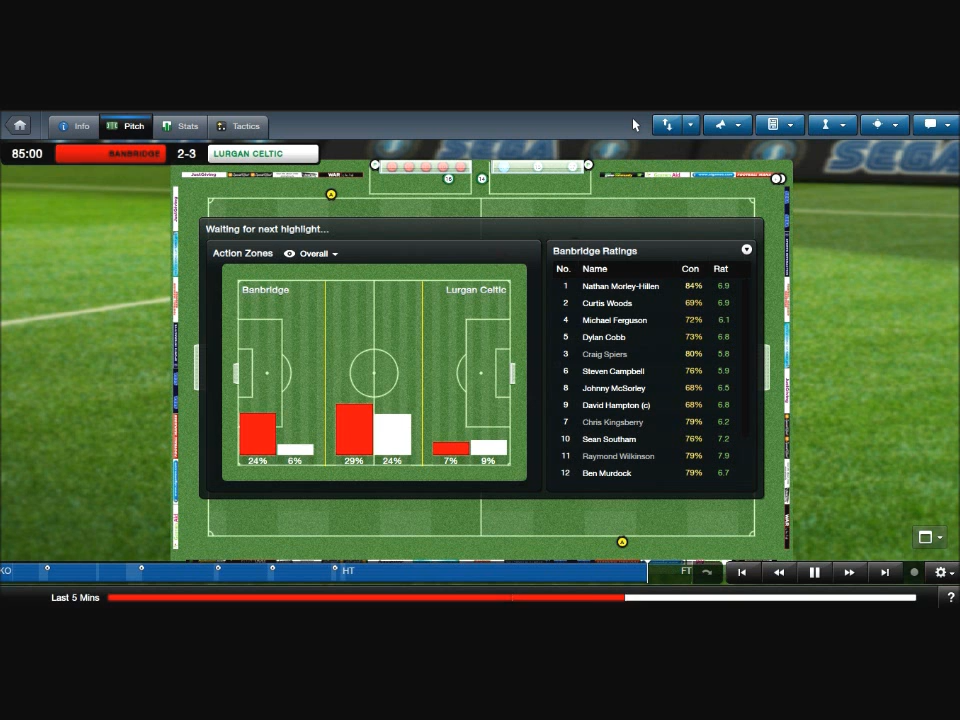 Info Pitch Stats Tactics
85:00 BANBRIDGE 2-3 LURGAN CELTIC
SEGA SEGA
JustGiving
WAR
16 14
Waiting for next highlight...
Action Zones Overall
Banbridge Lurgan Celtic
24% 6% 29% 24% 7% 9%
Banbridge Ratings
No. Name Con Rat
1 Nathan Morley-Hillen 84% 6.9
2 Curtis Woods 69% 6.9
4 Michael Ferguson 72% 6.1
5 Dylan Cobb 73% 6.8
3 Craig Spiers 80% 5.8
6 Steven Campbell 76% 5.9
8 Johnny McSorley 68% 6.5
9 David Hampton (c) 68% 6.8
7 Chris Kingsberry 79% 6.2
10 Sean Southam 76% 7.2
11 Raymond Wilkinson 79% 7.9
12 Ben Murdock 79% 6.7
KO HT FT
Last 5 Mins ?